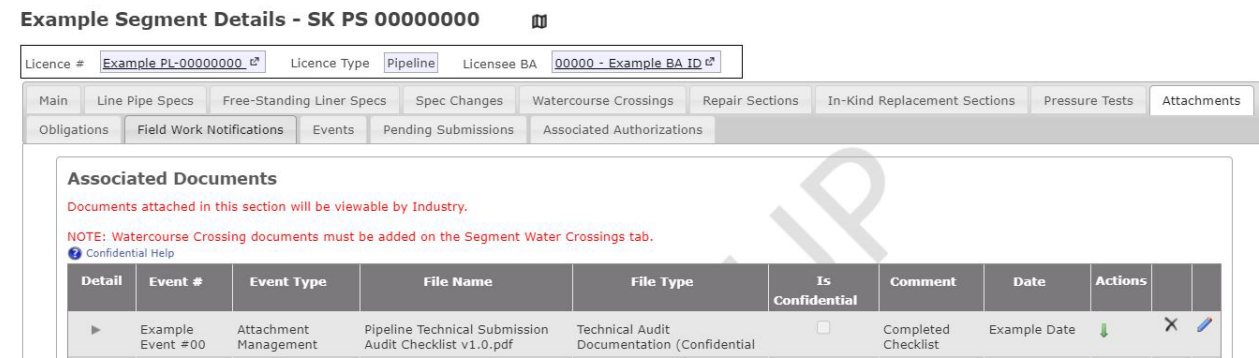 Example Segment Details - SK PS 00000000
Licence # Example PL-00000000 Licence Type Pipeline Licensee BA 00000 - Example BA ID
Main Line Pipe Specs Free-Standing Liner Specs Spec Changes Watercourse Crossings Repair Sections In-Kind Replacement Sections Pressure Tests Attachments
Obligations Field Work Notifications Events Pending Submissions Associated Authorizations
Associated Documents
Documents attached in this section will be viewable by Industry.
NOTE: Watercourse Crossing documents must be added on the Segment Water Crossings tab.
Confidential Help
Detail Event # Event Type File Name File Type Is Comment Date Actions
Confidential
Example Attachment Pipeline Technical Submission Technical Audit Completed Example Date
Event #00 Management Audit Checklist v1.0.pdf Documentation (Confidential Checklist
IP